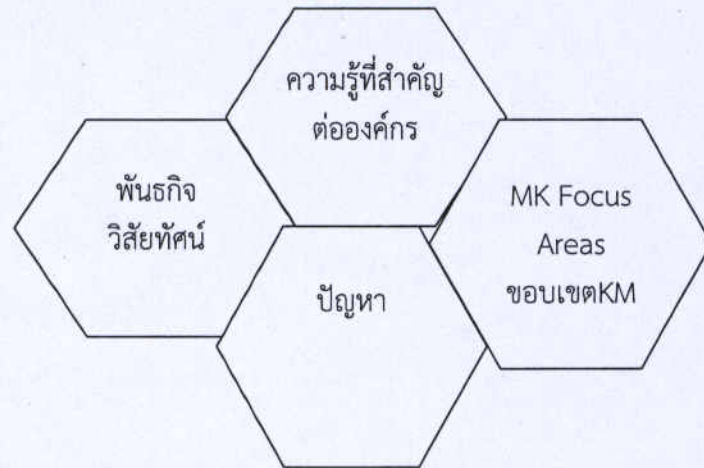 ความรู้ที่สำคัญ
ต่อองค์กร
พันธกิจ
วิสัยทัศน์
MK Focus
Areas
ขอบเขตKM
ปัญหา